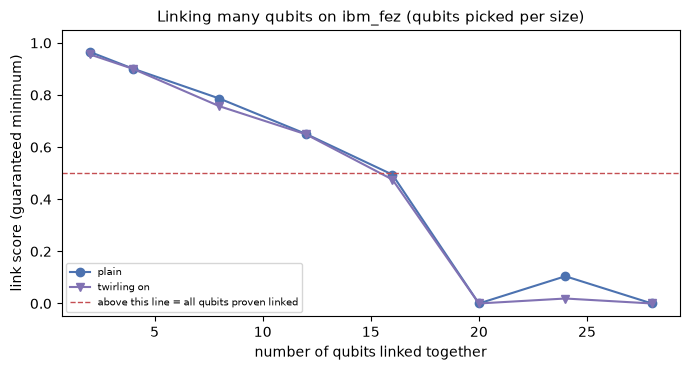 Linking many qubits on ibm_fez (qubits picked per size)
link score (guaranteed minimum)
1.0
0.8
0.6
0.4
0.2
0.0
plain
twirling on
above this line = all qubits proven linked
5
10
15
20
25
number of qubits linked together